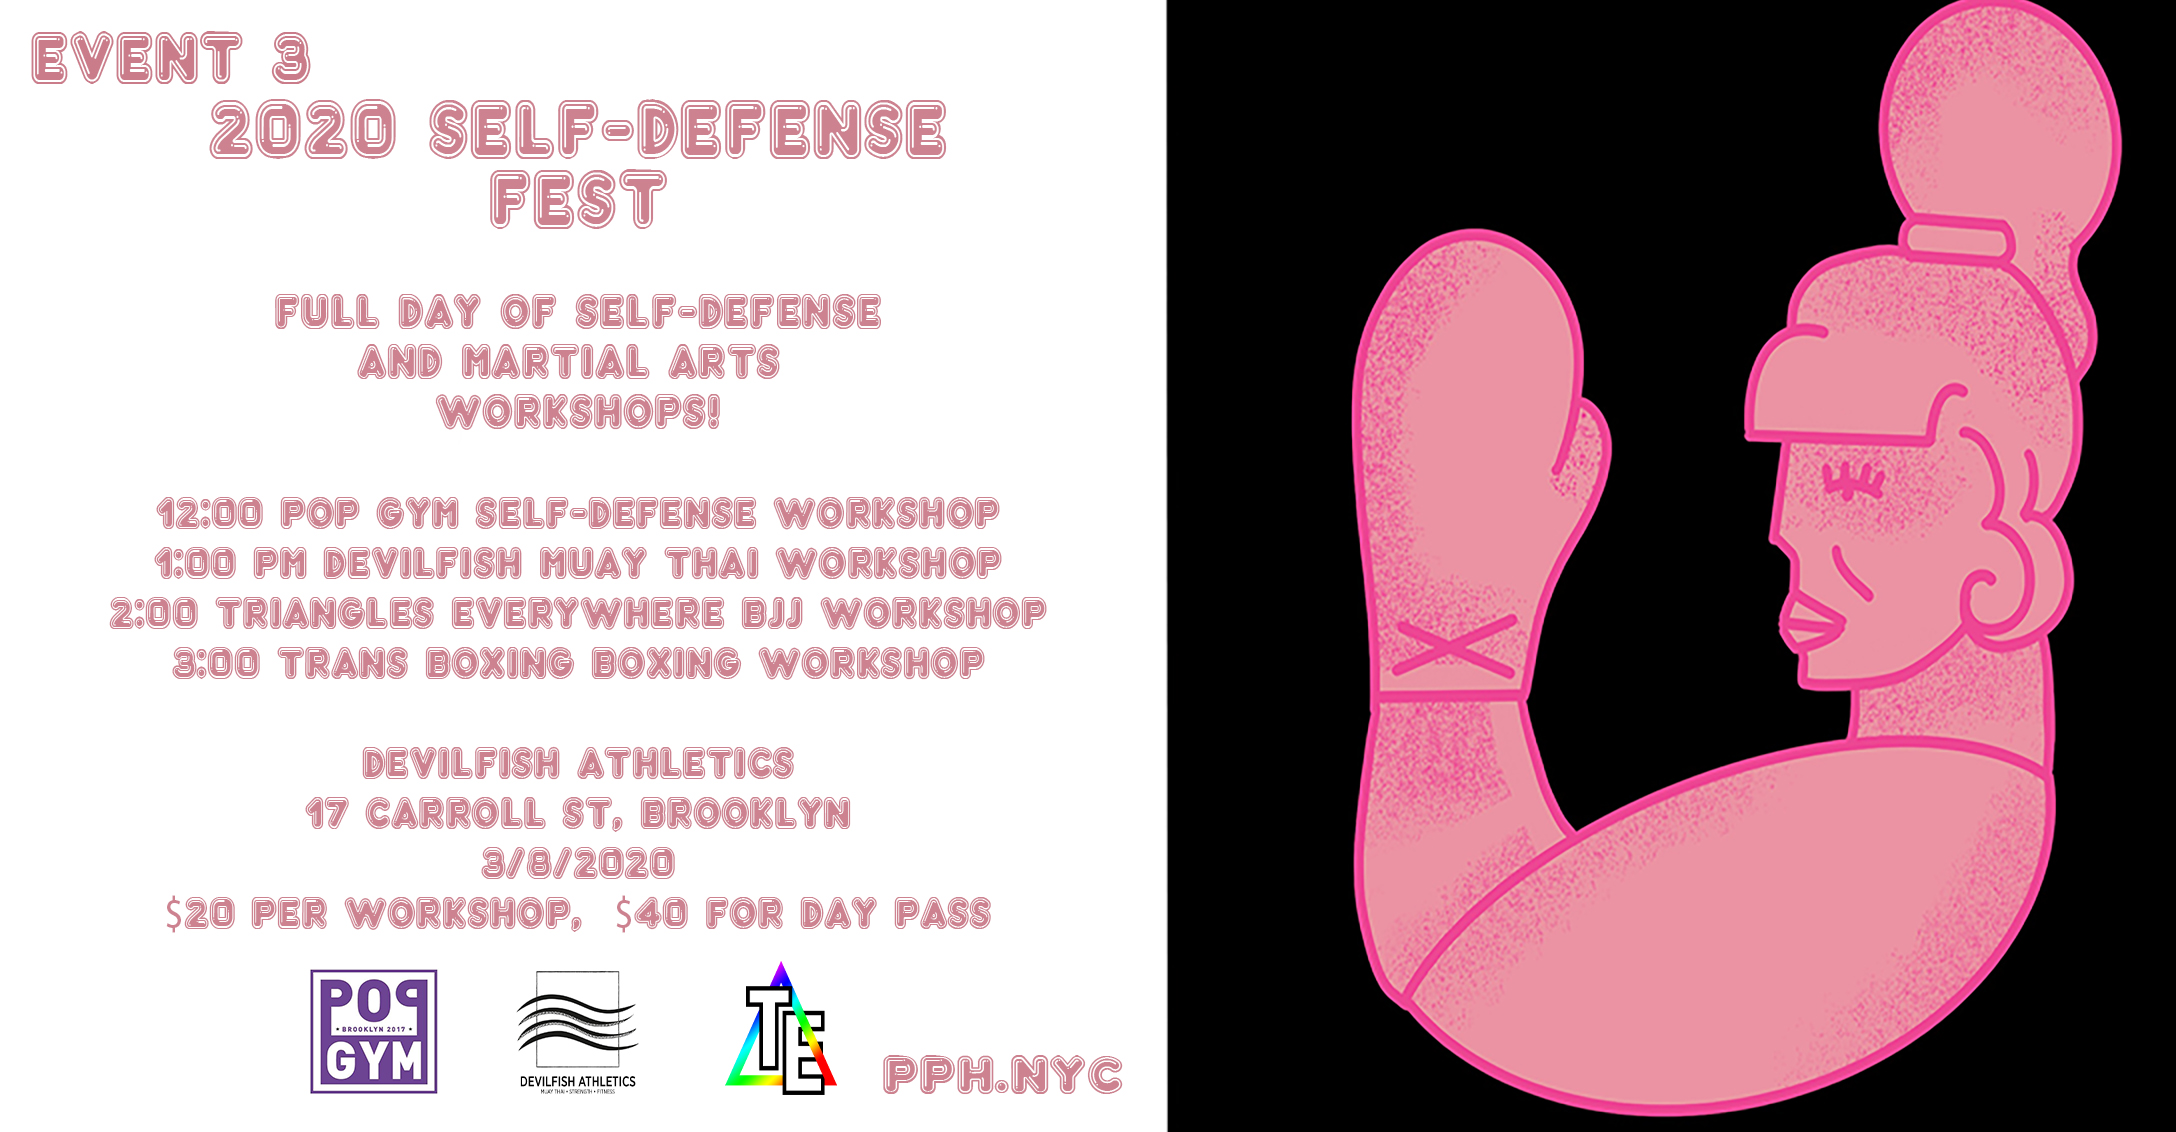 EVENT 3
2020 SELF-DEFENSE
FEST
FULL DAY OF SELF-DEFENSE
AND MARTIAL ARTS
WORKSHOPS!
12:00 POP GYM SELF-DEFENSE WORKSHOP
1:00 PM DEVILFISH MUAY THAI WORKSHOP
2:00 TRIANGLES EVERYWHERE BJJ WORKSHOP
3:00 TRANS BOXING BOXING WORKSHOP
DEVILFISH ATHLETICS
17 CARROLL ST, BROOKLYN
3/8/2020
$20 PER WORKSHOP, $40 FOR DAY PASS
POP
• BROOKLYN 2017 •
GYM
DEVILFISH ATHLETICS
MUAY THAI • STRENGTH • FITNESS
TE
PPH.NYC